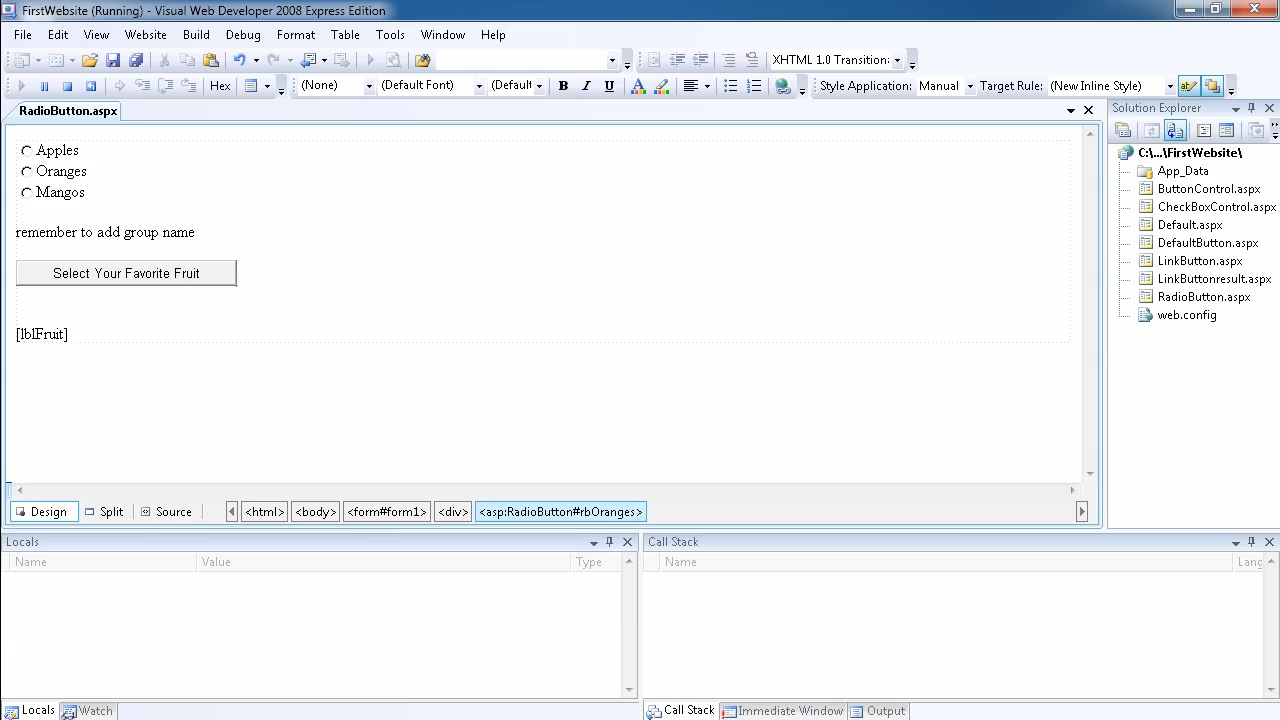 FirstWebsite (Running) - Visual Web Developer 2008 Express Edition
File Edit View Website Build Debug Format Table Tools Window Help
XHTML 1.0 Transition:
Hex (None) (Default Font) (Default B I U A Style Application: Manual Target Rule: (New Inline Style)
RadioButton.aspx
Solution Explorer
Apples
Oranges
Mangos
remember to add group name
Select Your Favorite Fruit
[lblFruit]
C:\...\FirstWebsite\
App_Data
ButtonControl.aspx
CheckBoxControl.aspx
Default.aspx
DefaultButton.aspx
LinkButton.aspx
LinkButtonresult.aspx
RadioButton.aspx
web.config
Design Split Source <html> <body> <form#form1> <div> <asp:RadioButton#rbOranges>
Locals
Name Value Type
Call Stack
Name Lang
Locals Watch
Call Stack Immediate Window Output